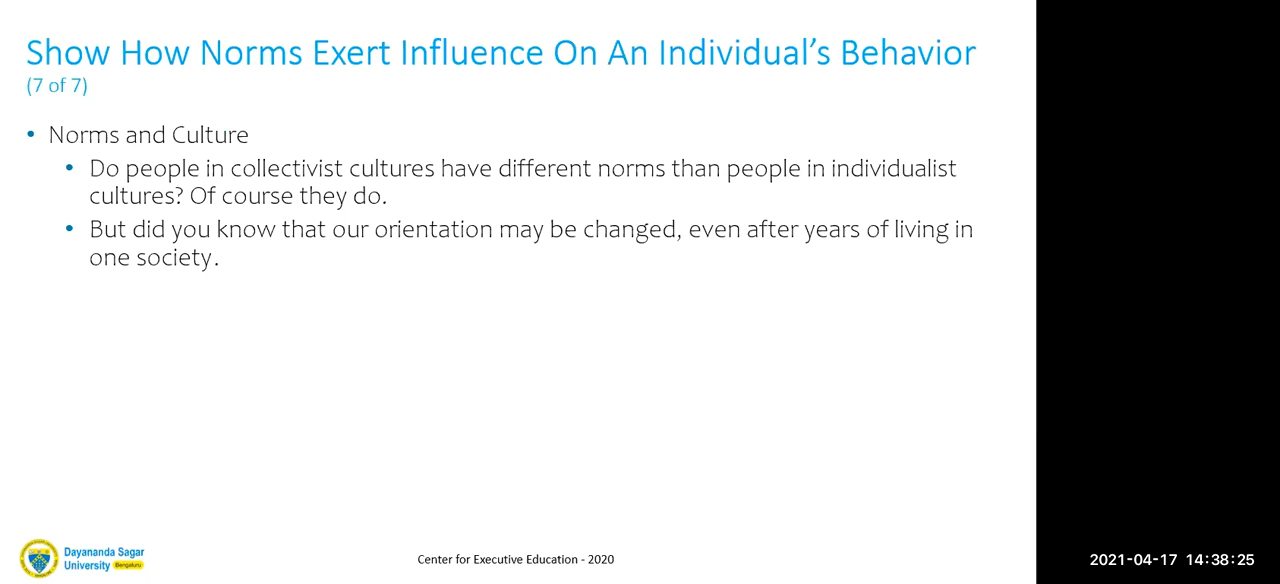 Show How Norms Exert Influence On An Individual’s Behavior
(7 of 7)
• Norms and Culture
• Do people in collectivist cultures have different norms than people in individualist
cultures? Of course they do.
• But did you know that our orientation may be changed, even after years of living in
one society.
Dayananda Sagar
University Bengaluru
Center for Executive Education - 2020
2021-04-17 14:38:25